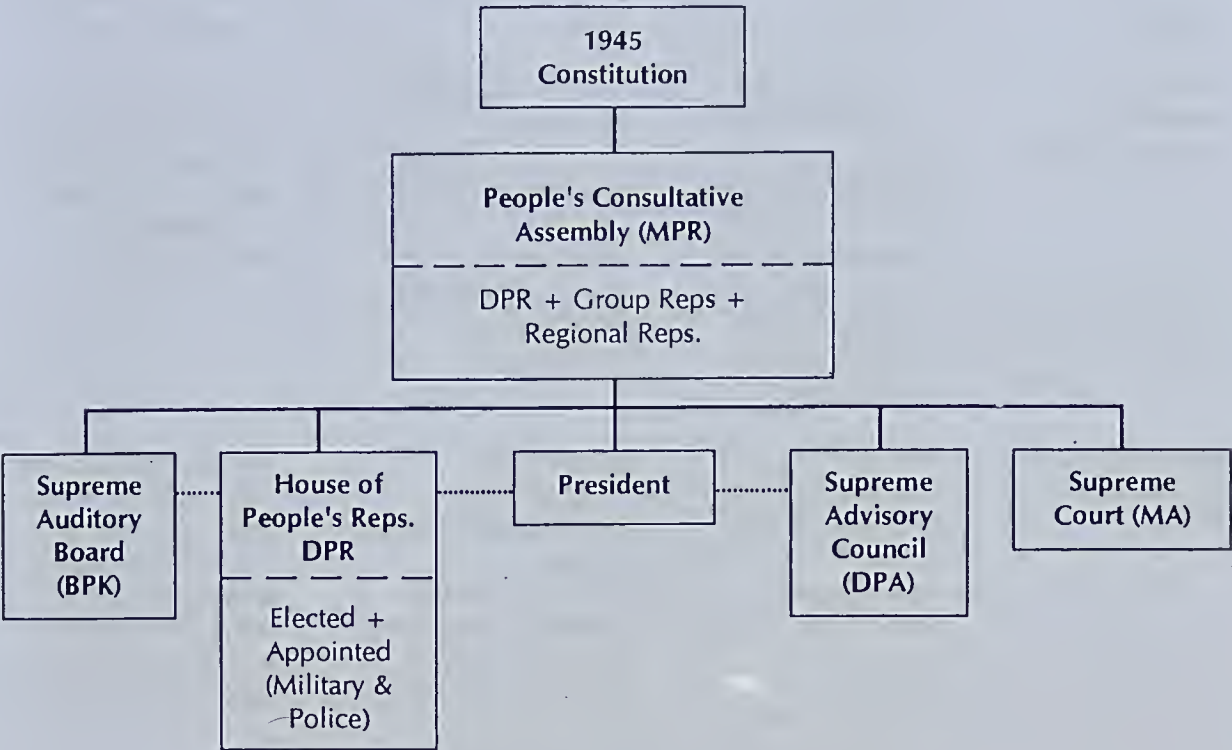 1945
Constitution
People's Consultative
Assembly (MPR)
DPR + Group Reps +
Regional Reps.
Supreme
Auditory
Board
(BPK)
House of
People's Reps.
DPR
Elected +
Appointed
(Military &
Police)
President
Supreme
Advisory
Council
(DPA)
Supreme
Court (MA)